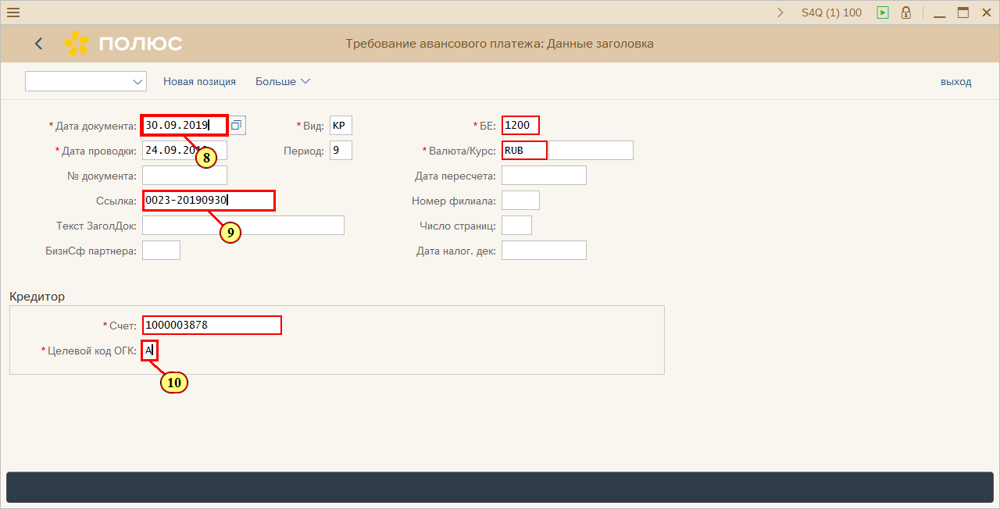 S4Q (1) 100
ПОЛЮС
Требование авансового платежа: Данные заголовка
Новая позиция Больше выход
* Дата документа: 30.09.2019 * Вид: KP * БЕ: 1200
* Дата проводки: 24.09.20 Период: 9 * Валюта/Курс: RUB
8
№ документа: Дата пересчета:
Ссылка: 0023-20190930 Номер филиала:
Текст ЗаголДок: Число страниц:
9
БизнСф партнера: Дата налог. дек:
Кредитор
* Счет: 1000003878
* Целевой код ОГК: A
10